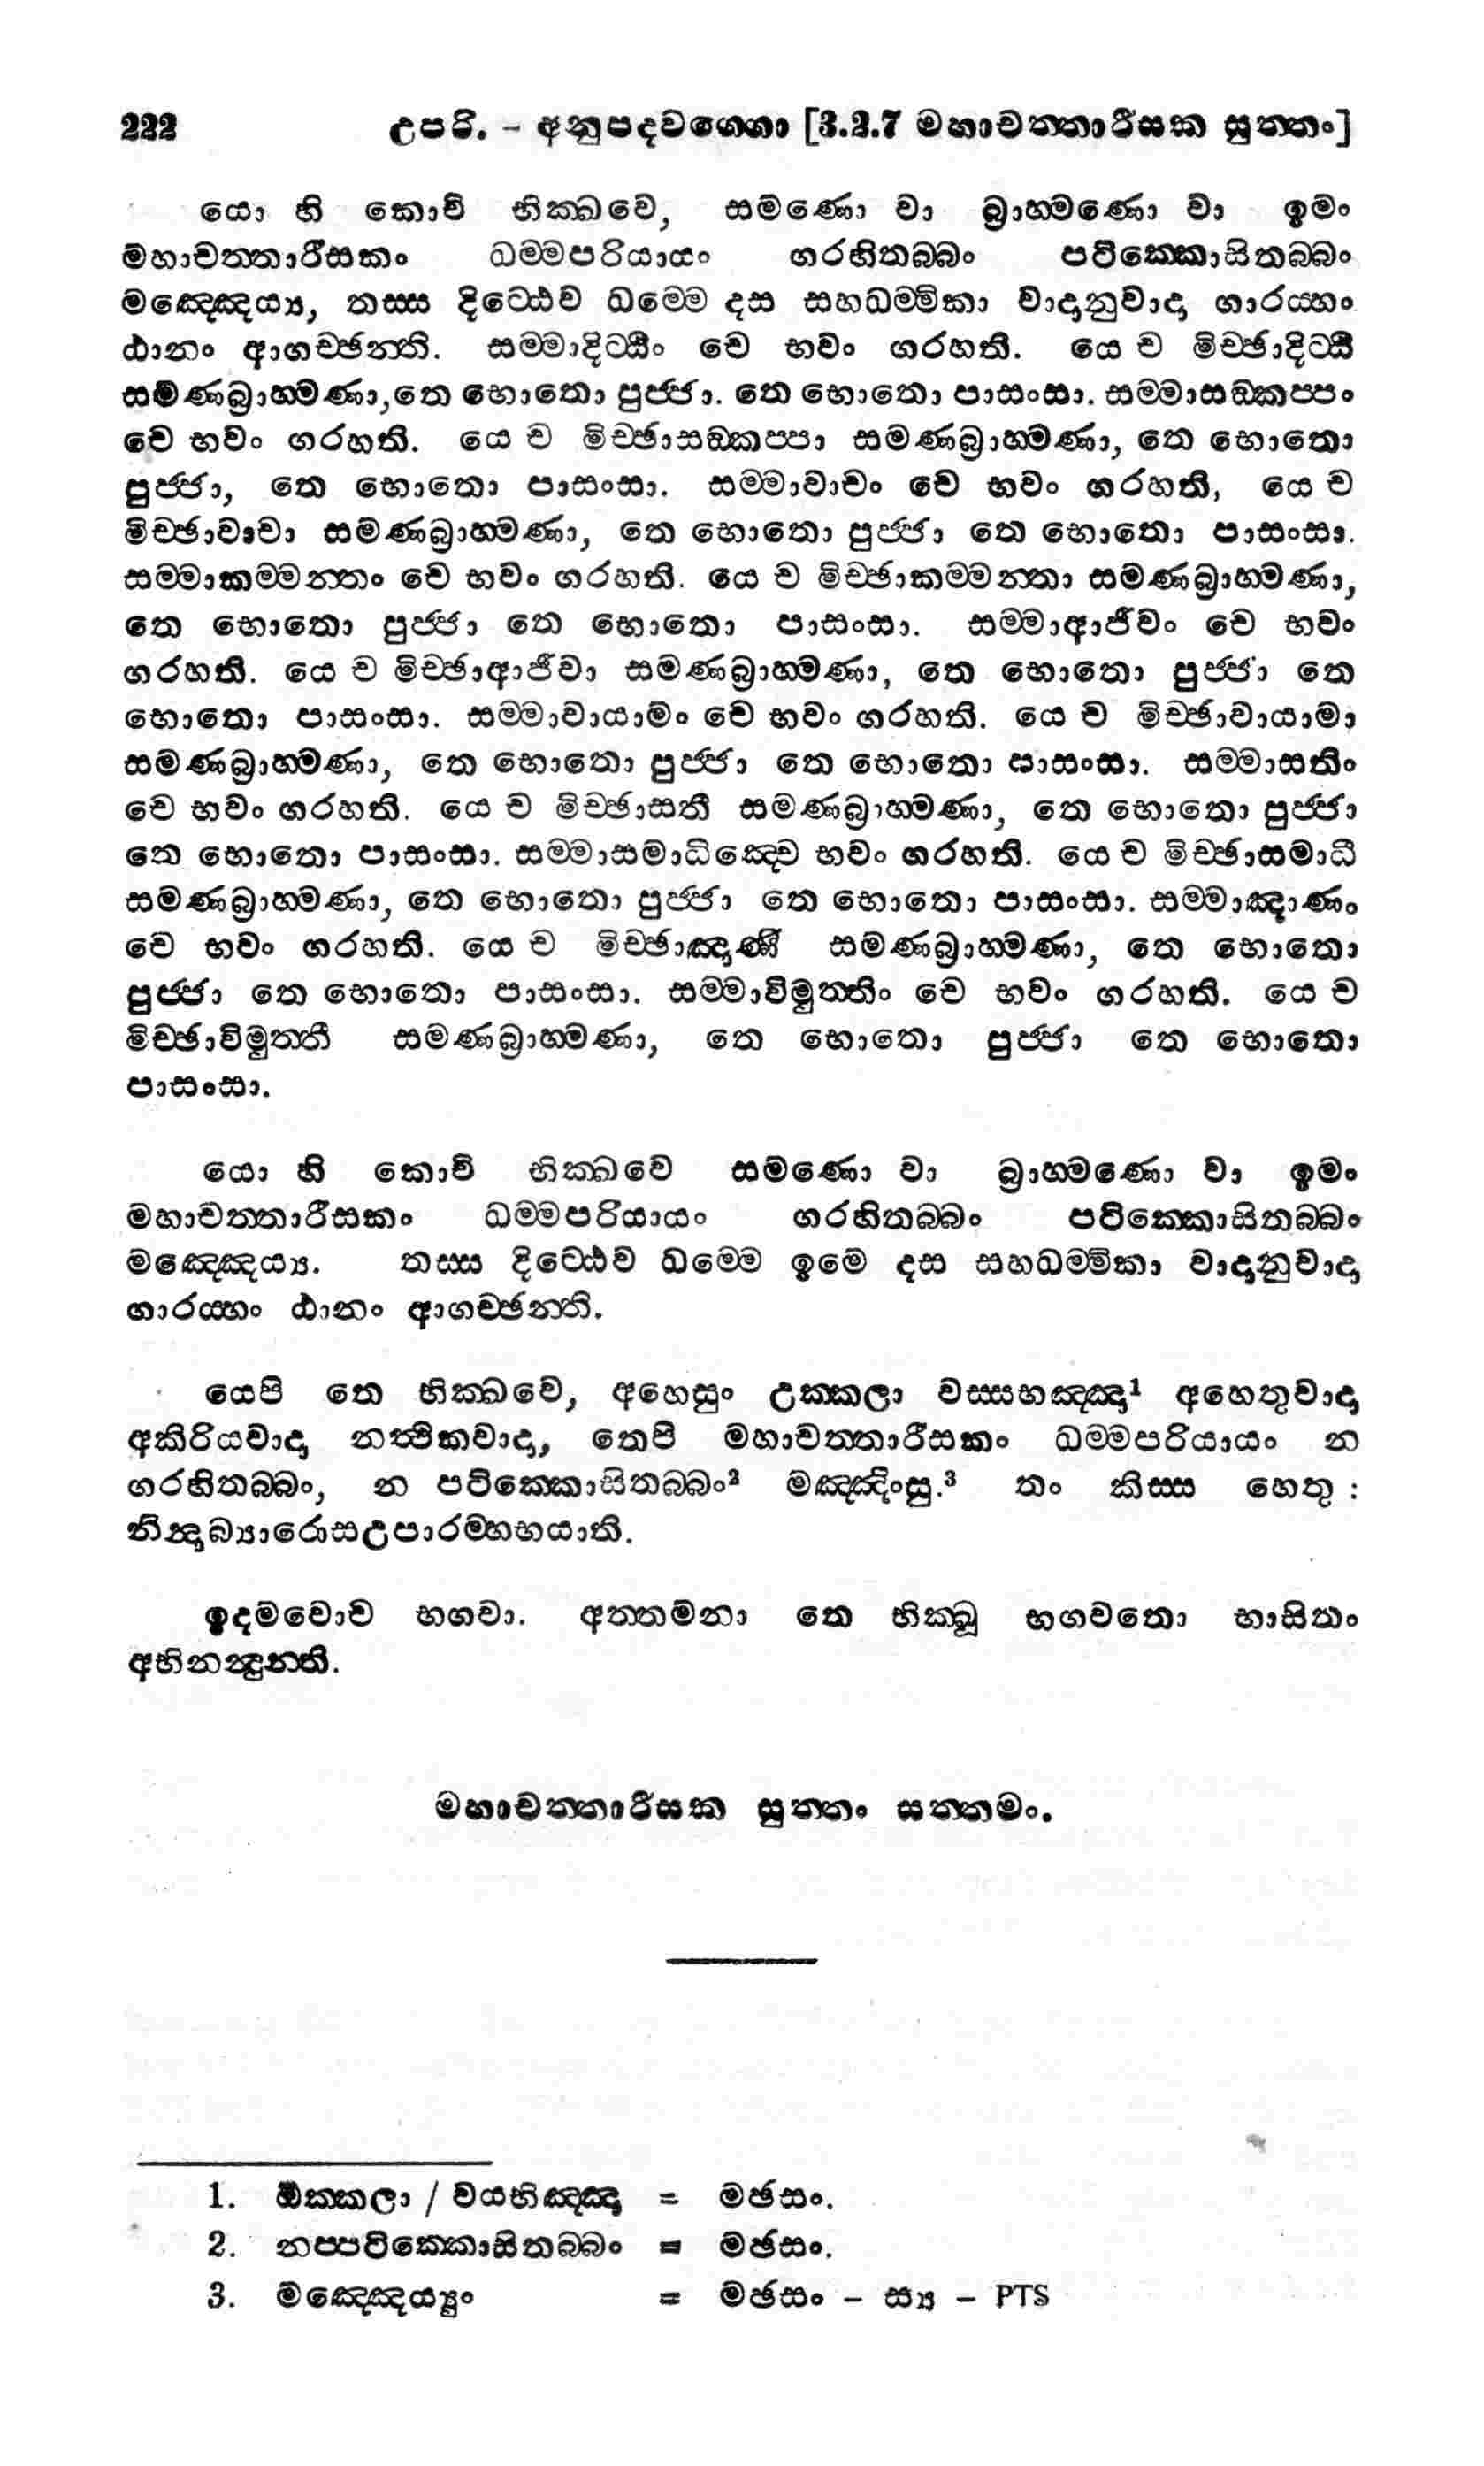 222 උපරි. - අනුපදවග්ගො [3.2.7 මහාචත්තාරීසක සුත්තං]
යො හි කොචි භික්ඛවෙ, සමණො වා බ්‍රාහ්මණො වා ඉමං
මහාචත්තාරීසකං ධම්මපරියායං ගරහිතබ්බං පටික්කොසිතබ්බං
මඤ්ඤෙය්‍ය, තස්ස දිට්ඨෙව ධම්මෙ දස සහධම්මිකා වාදානුවාදා ගාරය්හං
ඨානං ආගච්ඡන්ති. සම්මාදිට්ඨිං චෙ භවං ගරහති. යෙ ච මිච්ඡාදිට්ඨී
සමණබ්‍රාහ්මණා, තෙ භොතො පුජ්ජා. තෙ භොතො පාසංසා. සම්මාසඞ්කප්පං
චෙ භවං ගරහති. යෙ ච මිච්ඡාසඞ්කප්පා සමණබ්‍රාහ්මණා, තෙ භොතො
පුජ්ජා, තෙ භොතො පාසංසා. සම්මාවාචං චෙ භවං ගරහති, යෙ ච
මිච්ඡාවාචා සමණබ්‍රාහ්මණා, තෙ භොතො පුජ්ජා තෙ භොතො පාසංසා.
සම්මාකම්මන්තං චෙ භවං ගරහති. යෙ ච මිච්ඡාකම්මන්තා සමණබ්‍රාහ්මණා,
තෙ භොතො පුජ්ජා තෙ භොතො පාසංසා. සම්මාආජීවං චෙ භවං
ගරහති. යෙ ච මිච්ඡාආජීවා සමණබ්‍රාහ්මණා, තෙ භොතො පුජ්ජා තෙ
භොතො පාසංසා. සම්මාවායාමං චෙ භවං ගරහති. යෙ ච මිච්ඡාවායාමා
සමණබ්‍රාහ්මණා, තෙ භොතො පුජ්ජා තෙ භොතො පාසංසා. සම්මාසතිං
චෙ භවං ගරහති. යෙ ච මිච්ඡාසතී සමණබ්‍රාහ්මණා, තෙ භොතො පුජ්ජා
තෙ භොතො පාසංසා. සම්මාසමාධිඤ්චෙ භවං ගරහති. යෙ ච මිච්ඡාසමාධී
සමණබ්‍රාහ්මණා, තෙ භොතො පුජ්ජා තෙ භොතො පාසංසා. සම්මාඤාණං
චෙ භවං ගරහති. යෙ ච මිච්ඡාඤාණී සමණබ්‍රාහ්මණා, තෙ භොතො
පුජ්ජා තෙ භොතො පාසංසා. සම්මාවිමුත්තිං චෙ භවං ගරහති. යෙ ච
මිච්ඡාවිමුත්තී සමණබ්‍රාහ්මණා, තෙ භොතො පුජ්ජා තෙ භොතො
පාසංසා.
යො හි කොචි භික්ඛවෙ සමණො වා බ්‍රාහ්මණො වා ඉමං
මහාචත්තාරීසකං ධම්මපරියායං ගරහිතබ්බං පටික්කොසිතබ්බං
මඤ්ඤෙය්‍ය. තස්ස දිට්ඨෙව ධම්මෙ ඉමෙ දස සහධම්මිකා වාදානුවාදා
ගාරය්හං ඨානං ආගච්ඡන්ති.
යෙපි තෙ භික්ඛවෙ, අහෙසුං උක්කලා වස්සභඤ්ඤා¹ අහෙතුවාදා
අකිරියවාදා නත්ථිකවාදා, තෙපි මහාචත්තාරීසකං ධම්මපරියායං න
ගරහිතබ්බං, න පටික්කොසිතබ්බං² මඤ්ඤිංසු.³ තං කිස්ස හෙතු :
නින්දාබ්‍යාරොසඋපාරම්භභයාති.
ඉදමවොච භගවා. අත්තමනා තෙ භික්ඛූ භගවතො භාසිතං
අභිනන්දුන්ති.
මහාචත්තාරීසක සුත්තං සත්තමං.
1. ඔක්කලා / වයභිඤ්ඤා = මඡසං.
2. නප්පටික්කොසිතබ්බං = මඡසං.
3. මඤ්ඤෙය්‍යුං = මඡසං – ස්‍ය – PTS